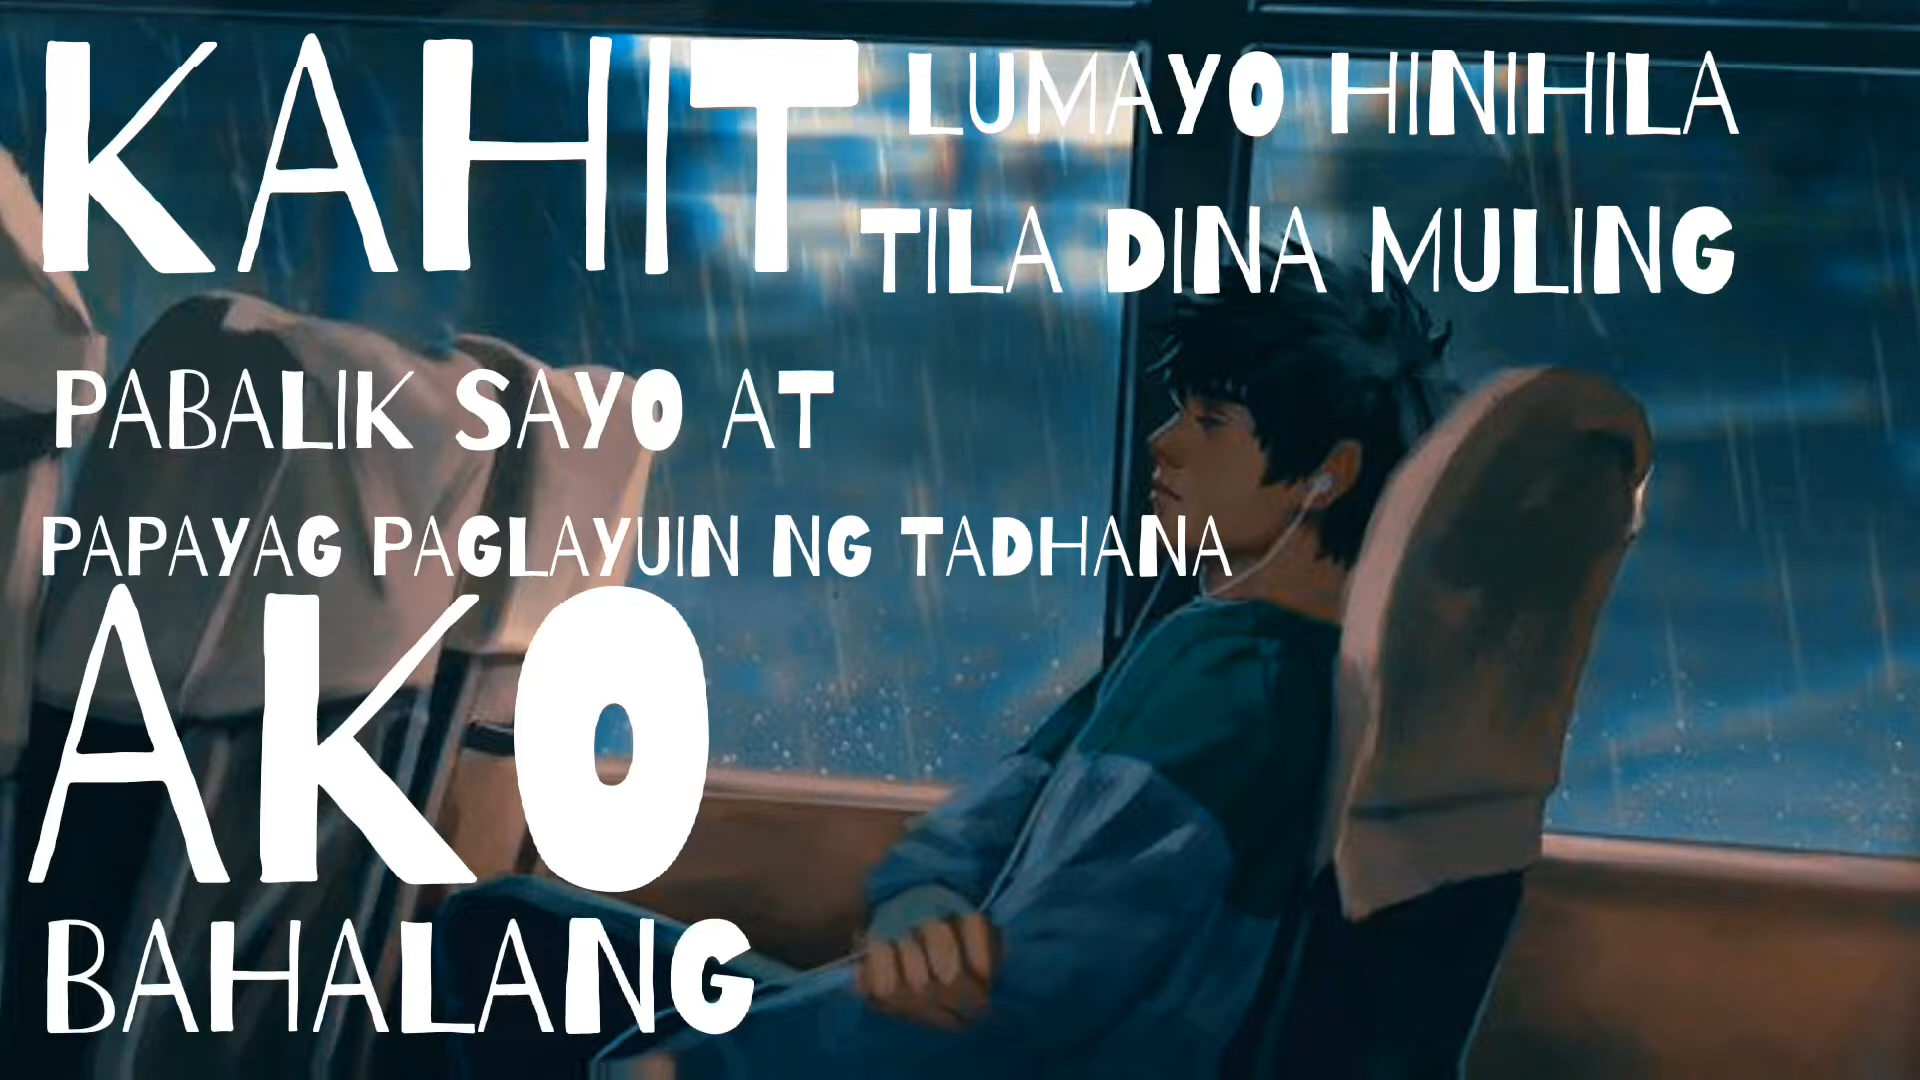 KAHIT LUMAYO HINIHILA
TILA DINA MULING
PABALIK SAYO AT
PAPAYAG PAGLAYUIN NG TADHANA
AKO
BAHALANG